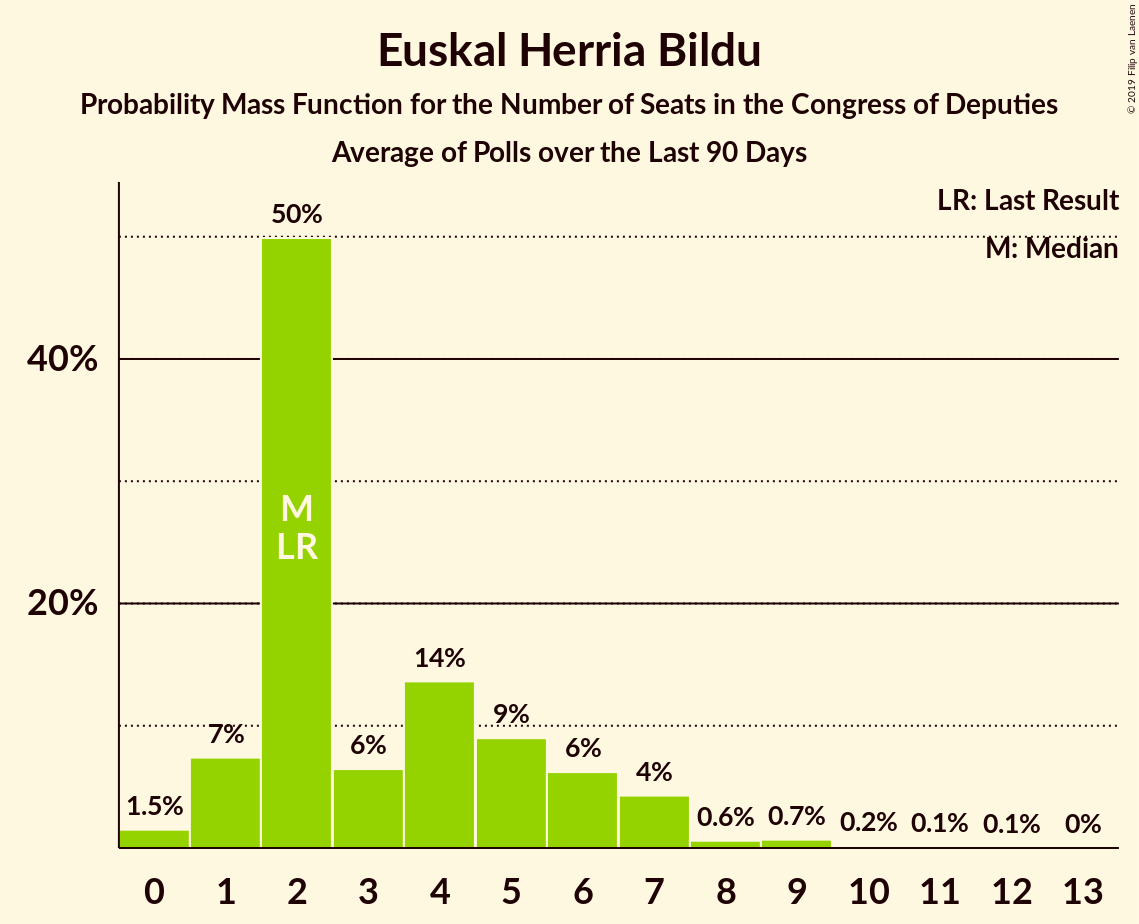 Euskal Herria Bildu
Probability Mass Function for the Number of Seats in the Congress of Deputies
Average of Polls over the Last 90 Days
© 2019 Filip van Laenen
LR: Last Result
M: Median
40%
20%
1.5%
7%
50%
6%
14%
9%
6%
4%
0.6%
0.7%
0.2%
0.1%
0.1%
0%
M
LR
0 1 2 3 4 5 6 7 8 9 10 11 12 13